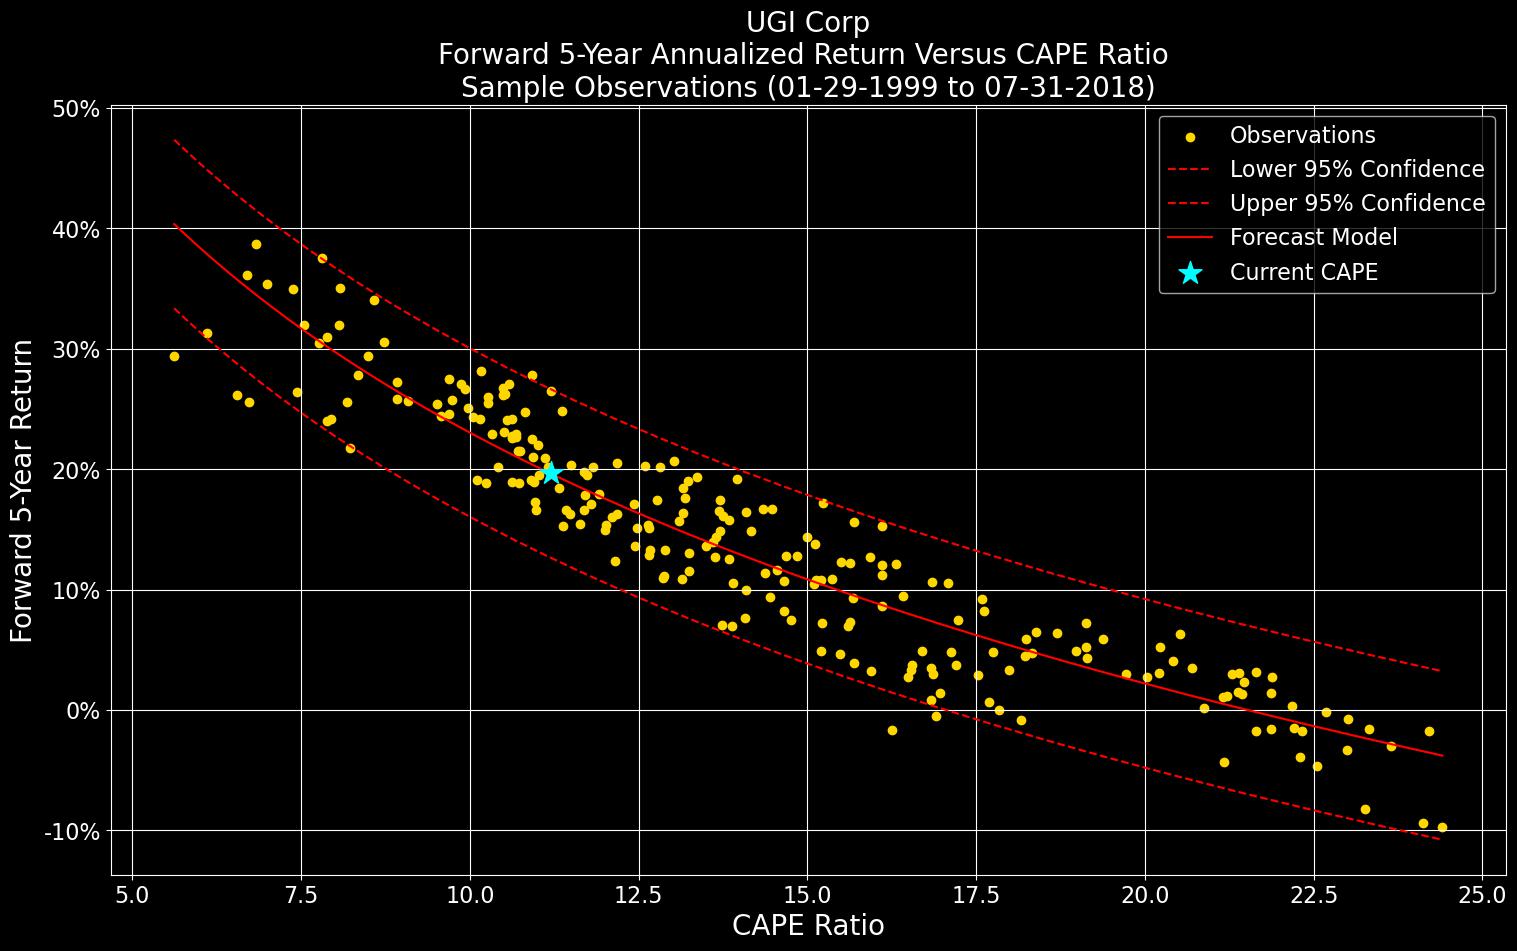 UGI Corp
Forward 5-Year Annualized Return Versus CAPE Ratio
Sample Observations (01-29-1999 to 07-31-2018)
50%
40%
30%
20%
10%
0%
-10%
Forward 5-Year Return
Observations
Lower 95% Confidence
Upper 95% Confidence
Forecast Model
Current CAPE
5.0 7.5 10.0 12.5 15.0 17.5 20.0 22.5 25.0
CAPE Ratio